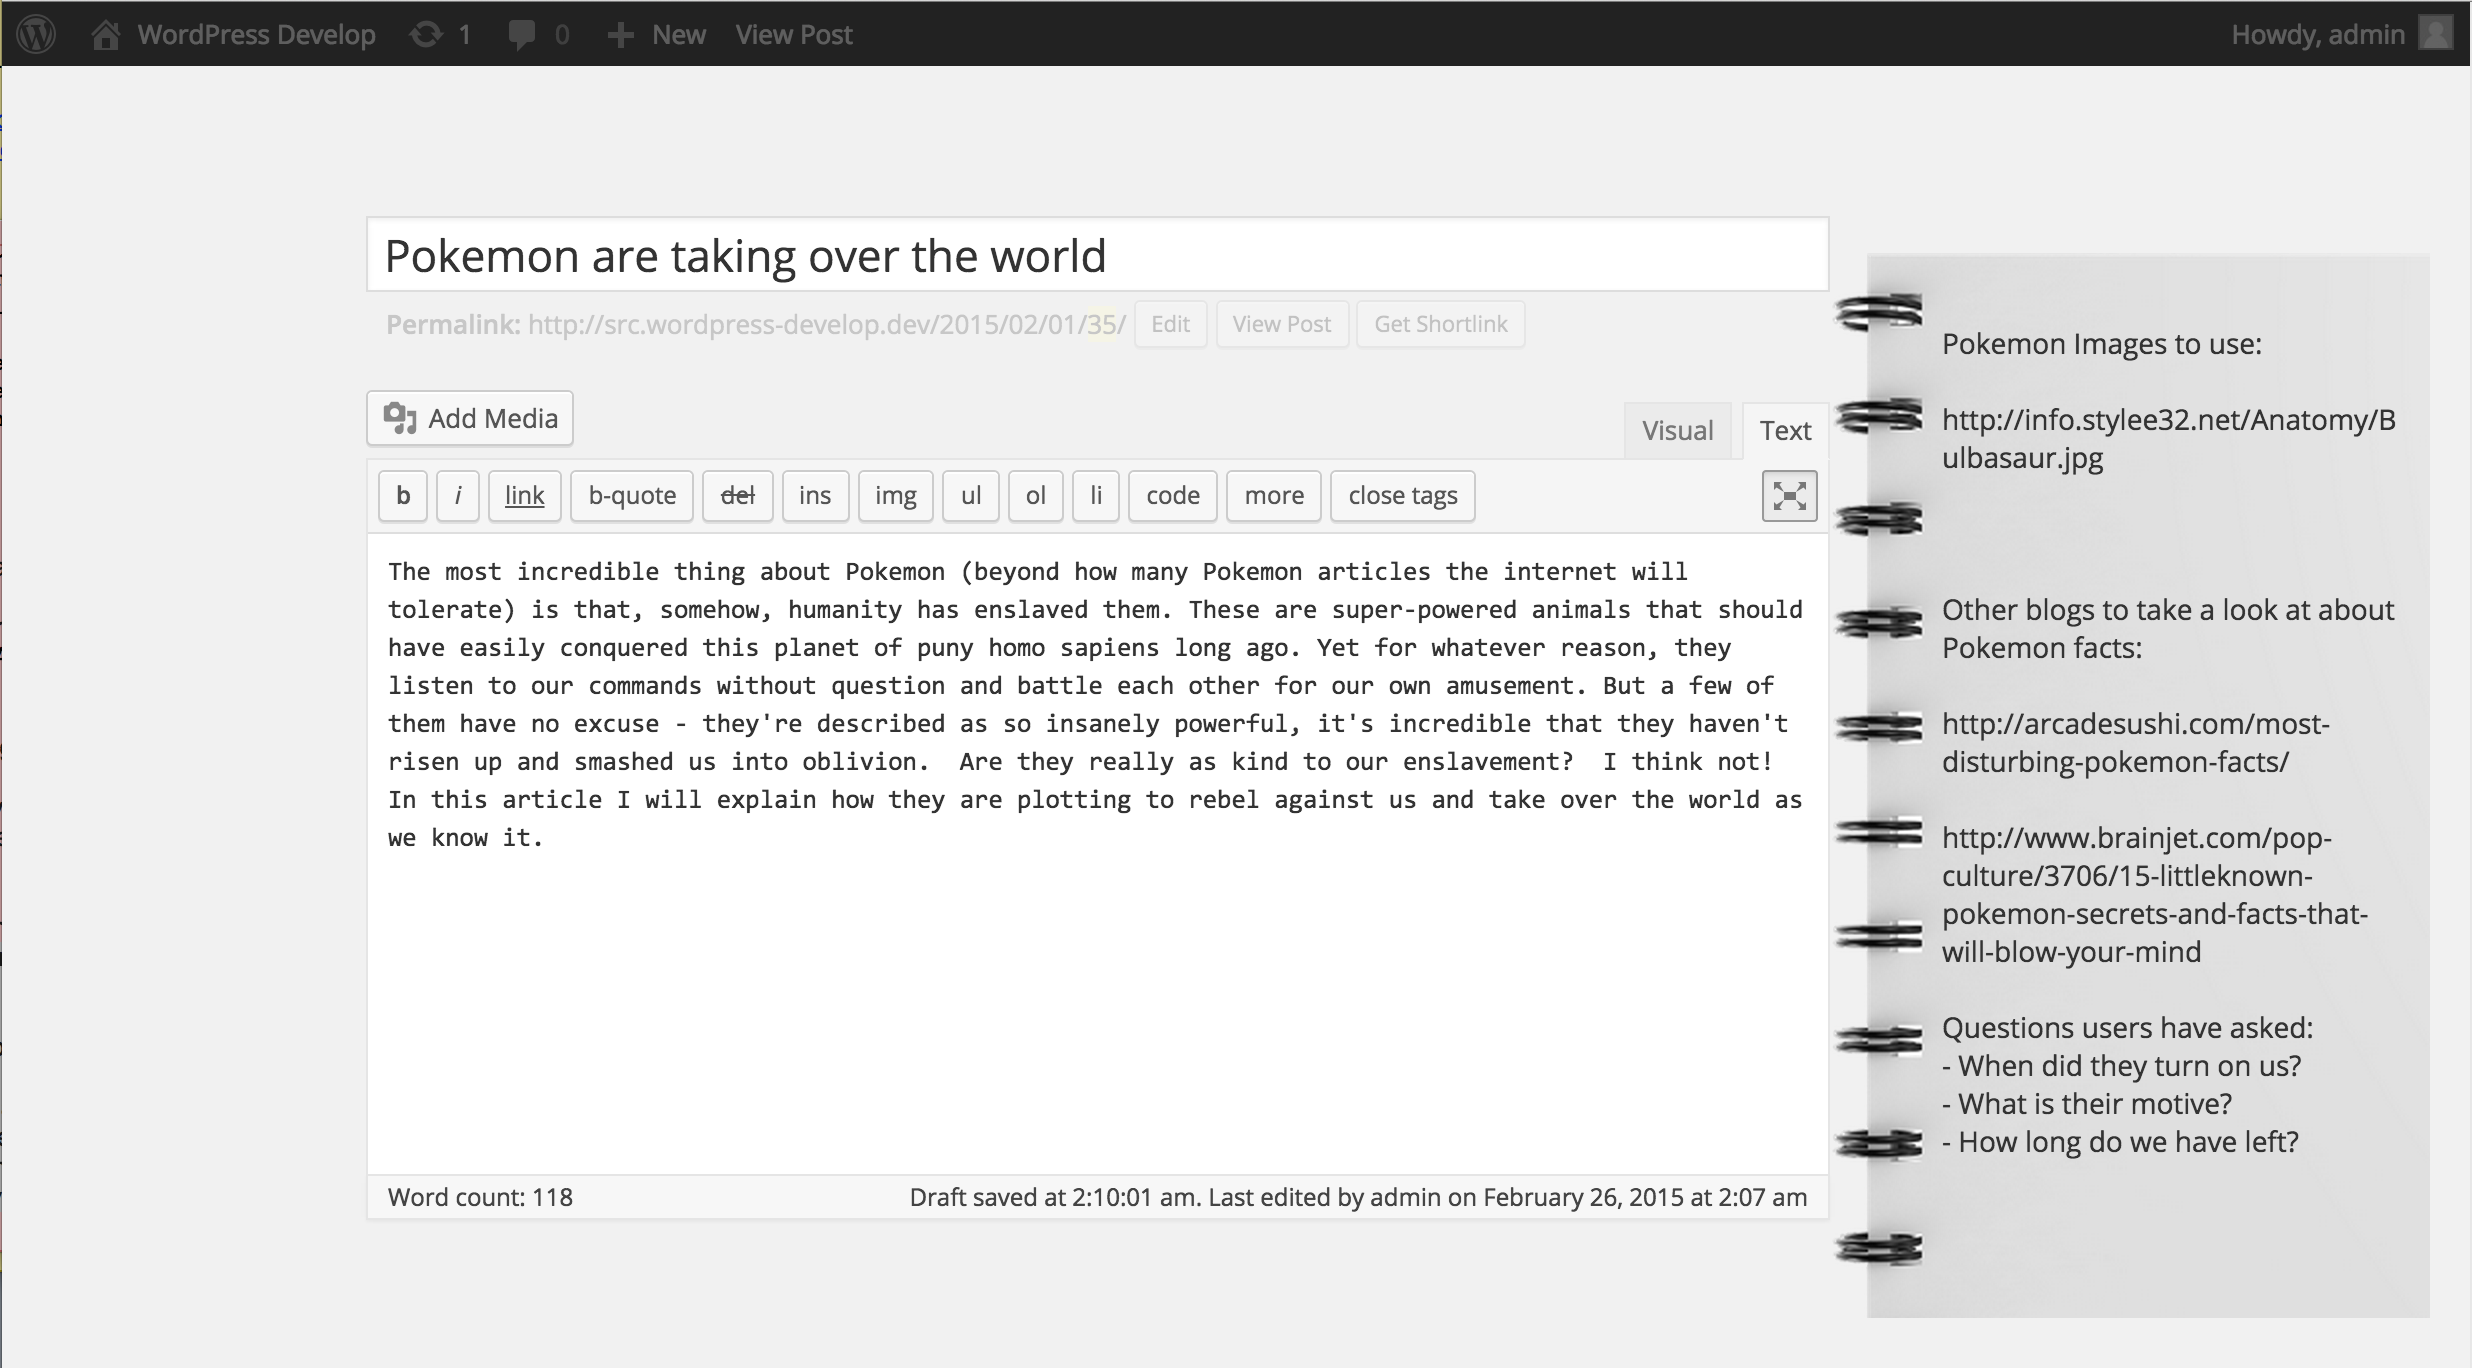 WordPress Develop 1 0 New View Post Howdy, admin
Pokemon are taking over the world
Permalink: http://src.wordpress-develop.dev/2015/02/01/35/ Edit View Post Get Shortlink
Add Media
Visual Text
b i link b-quote del ins img ul ol li code more close tags
The most incredible thing about Pokemon (beyond how many Pokemon articles the internet will
tolerate) is that, somehow, humanity has enslaved them. These are super-powered animals that should
have easily conquered this planet of puny homo sapiens long ago. Yet for whatever reason, they
listen to our commands without question and battle each other for our own amusement. But a few of
them have no excuse - they're described as so insanely powerful, it's incredible that they haven't
risen up and smashed us into oblivion.  Are they really as kind to our enslavement?  I think not!
In this article I will explain how they are plotting to rebel against us and take over the world as
we know it.
Word count: 118
Draft saved at 2:10:01 am. Last edited by admin on February 26, 2015 at 2:07 am
Pokemon Images to use:
http://info.stylee32.net/Anatomy/B
ulbasaur.jpg
Other blogs to take a look at about
Pokemon facts:
http://arcadesushi.com/most-
disturbing-pokemon-facts/
http://www.brainjet.com/pop-
culture/3706/15-littleknown-
pokemon-secrets-and-facts-that-
will-blow-your-mind
Questions users have asked:
- When did they turn on us?
- What is their motive?
- How long do we have left?